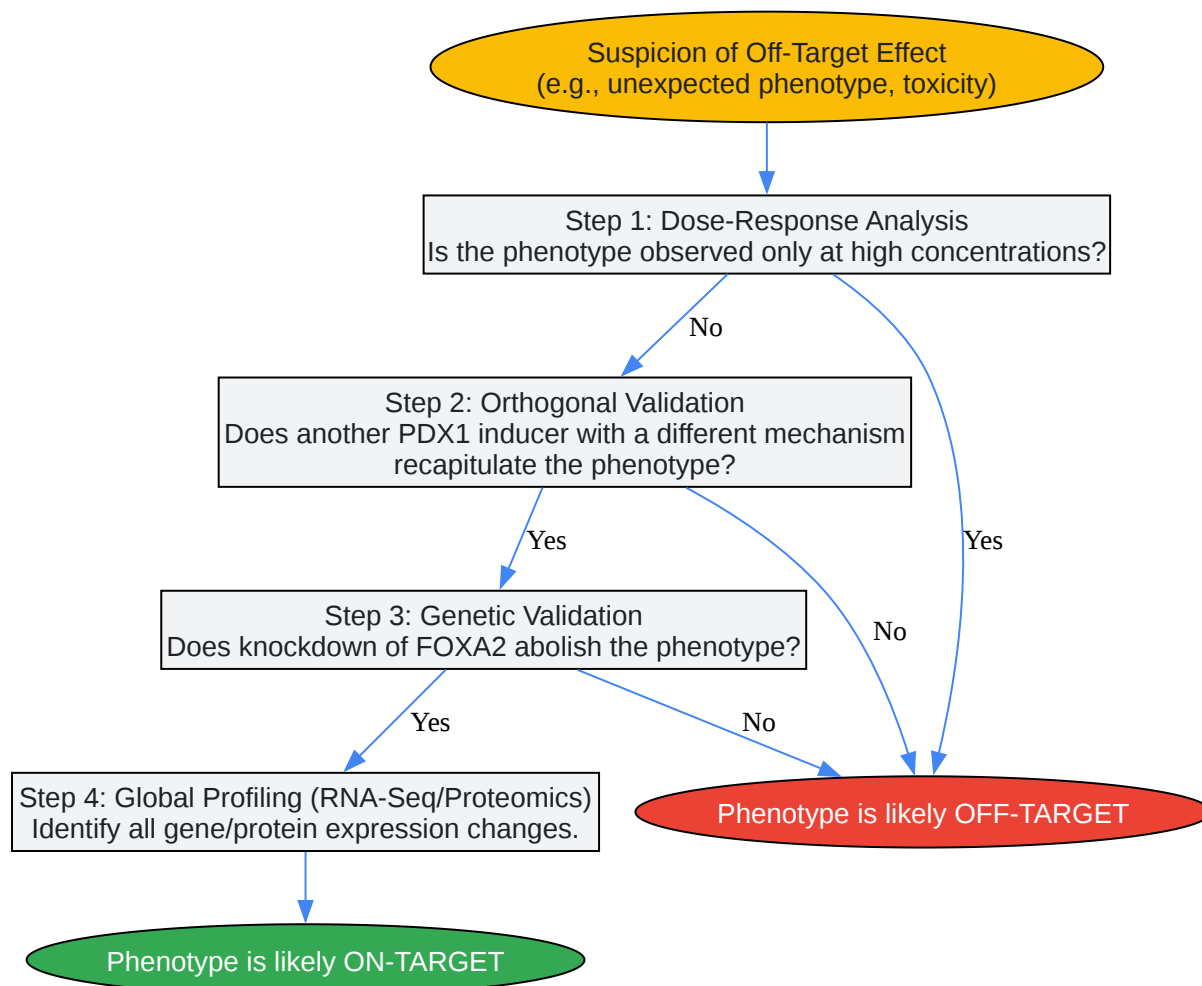 Suspicion of Off-Target Effect
(e.g., unexpected phenotype, toxicity)
Step 1: Dose-Response Analysis
Is the phenotype observed only at high concentrations?
No
Step 2: Orthogonal Validation
Does another PDX1 inducer with a different mechanism
recapitulate the phenotype?
Yes
Yes
Step 3: Genetic Validation
Does knockdown of FOXA2 abolish the phenotype?
No
Yes
No
Step 4: Global Profiling (RNA-Seq/Proteomics)
Identify all gene/protein expression changes.
Phenotype is likely OFF-TARGET
Phenotype is likely ON-TARGET